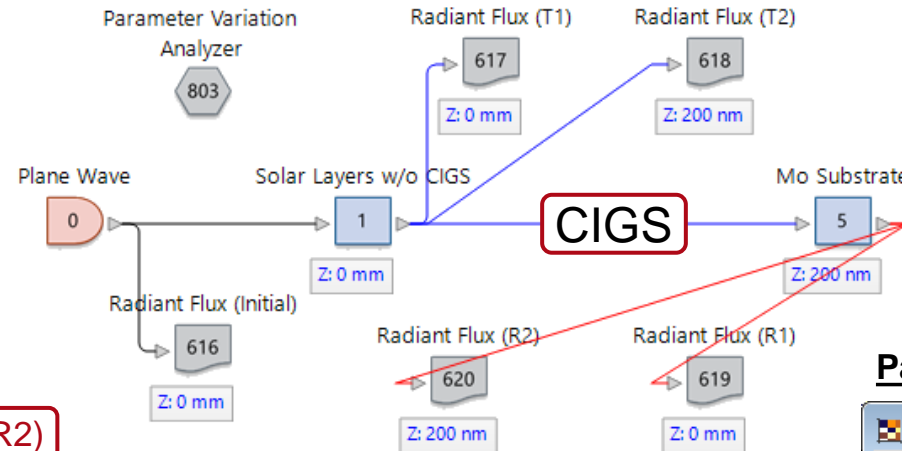 Parameter Variation
Analyzer
803
Radiant Flux (T1)
617
Z: 0 mm
Radiant Flux (T2)
618
Z: 200 nm
Plane Wave
0
Solar Layers w/o CIGS
1
Z: 0 mm
CIGS
Mo Substrate
5
Z: 200 nm
Radiant Flux (Initial)
616
Z: 0 mm
Radiant Flux (R2)
620
Z: 200 nm
Radiant Flux (R1)
619
Z: 0 mm
R2)
Pa